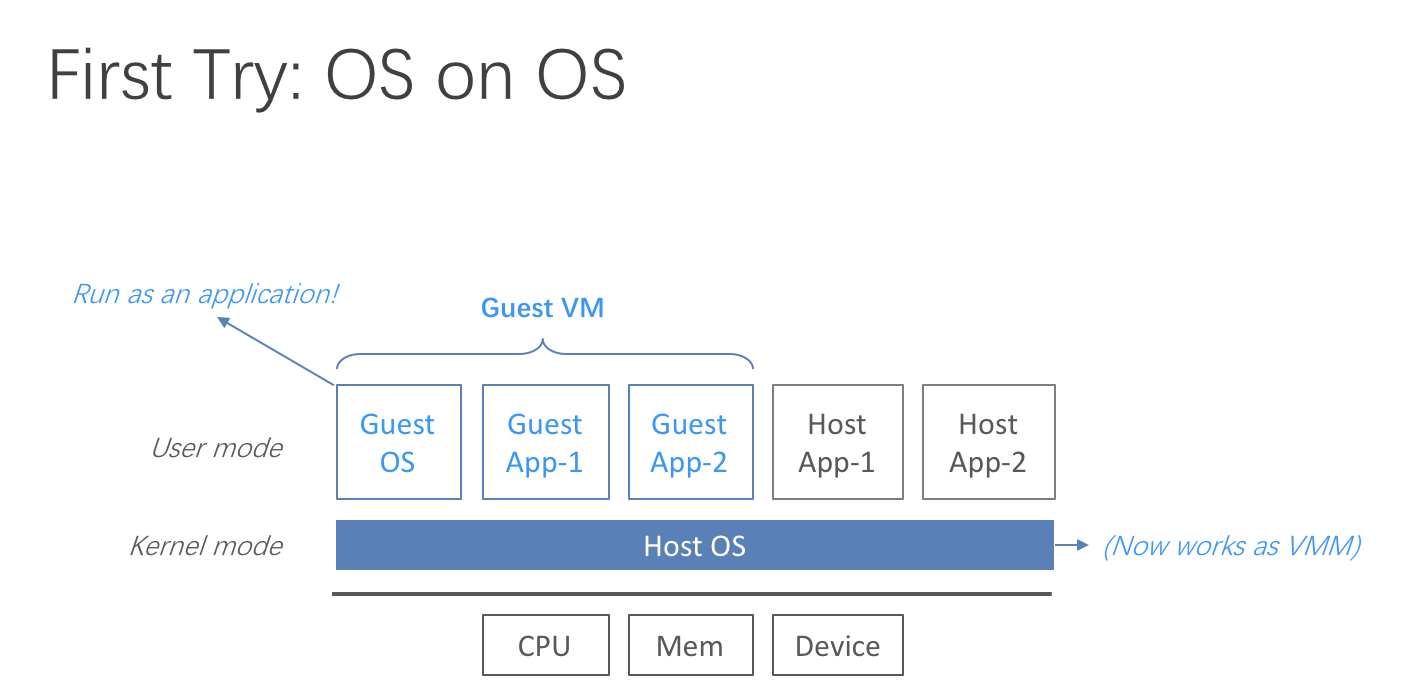 First Try: OS on OS
Run as an application!
Guest VM
User mode
Guest
OS
Guest
App-1
Guest
App-2
Host
App-1
Host
App-2
Kernel mode
Host OS
(Now works as VMM)
CPU
Mem
Device